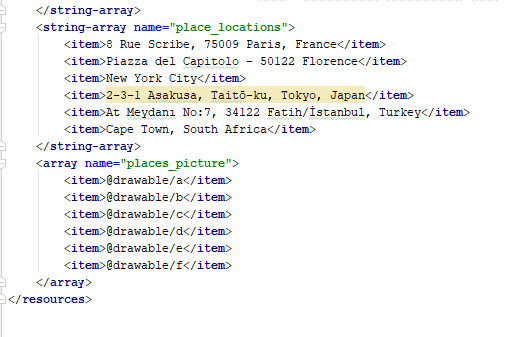 </string-array>
<string-array name="place_locations">
<item>8 Rue Scribe, 75009 Paris, France</item>
<item>Piazza del Capitolo - 50122 Florence</item>
<item>New York City</item>
<item>2-3-1 Asakusa, Taitō-ku, Tokyo, Japan</item>
<item>At Meydanı No:7, 34122 Fatih/İstanbul, Turkey</item>
<item>Cape Town, South Africa</item>
</string-array>
<array name="places_picture">
<item>@drawable/a</item>
<item>@drawable/b</item>
<item>@drawable/c</item>
<item>@drawable/d</item>
<item>@drawable/e</item>
<item>@drawable/f</item>
</array>
</resources>